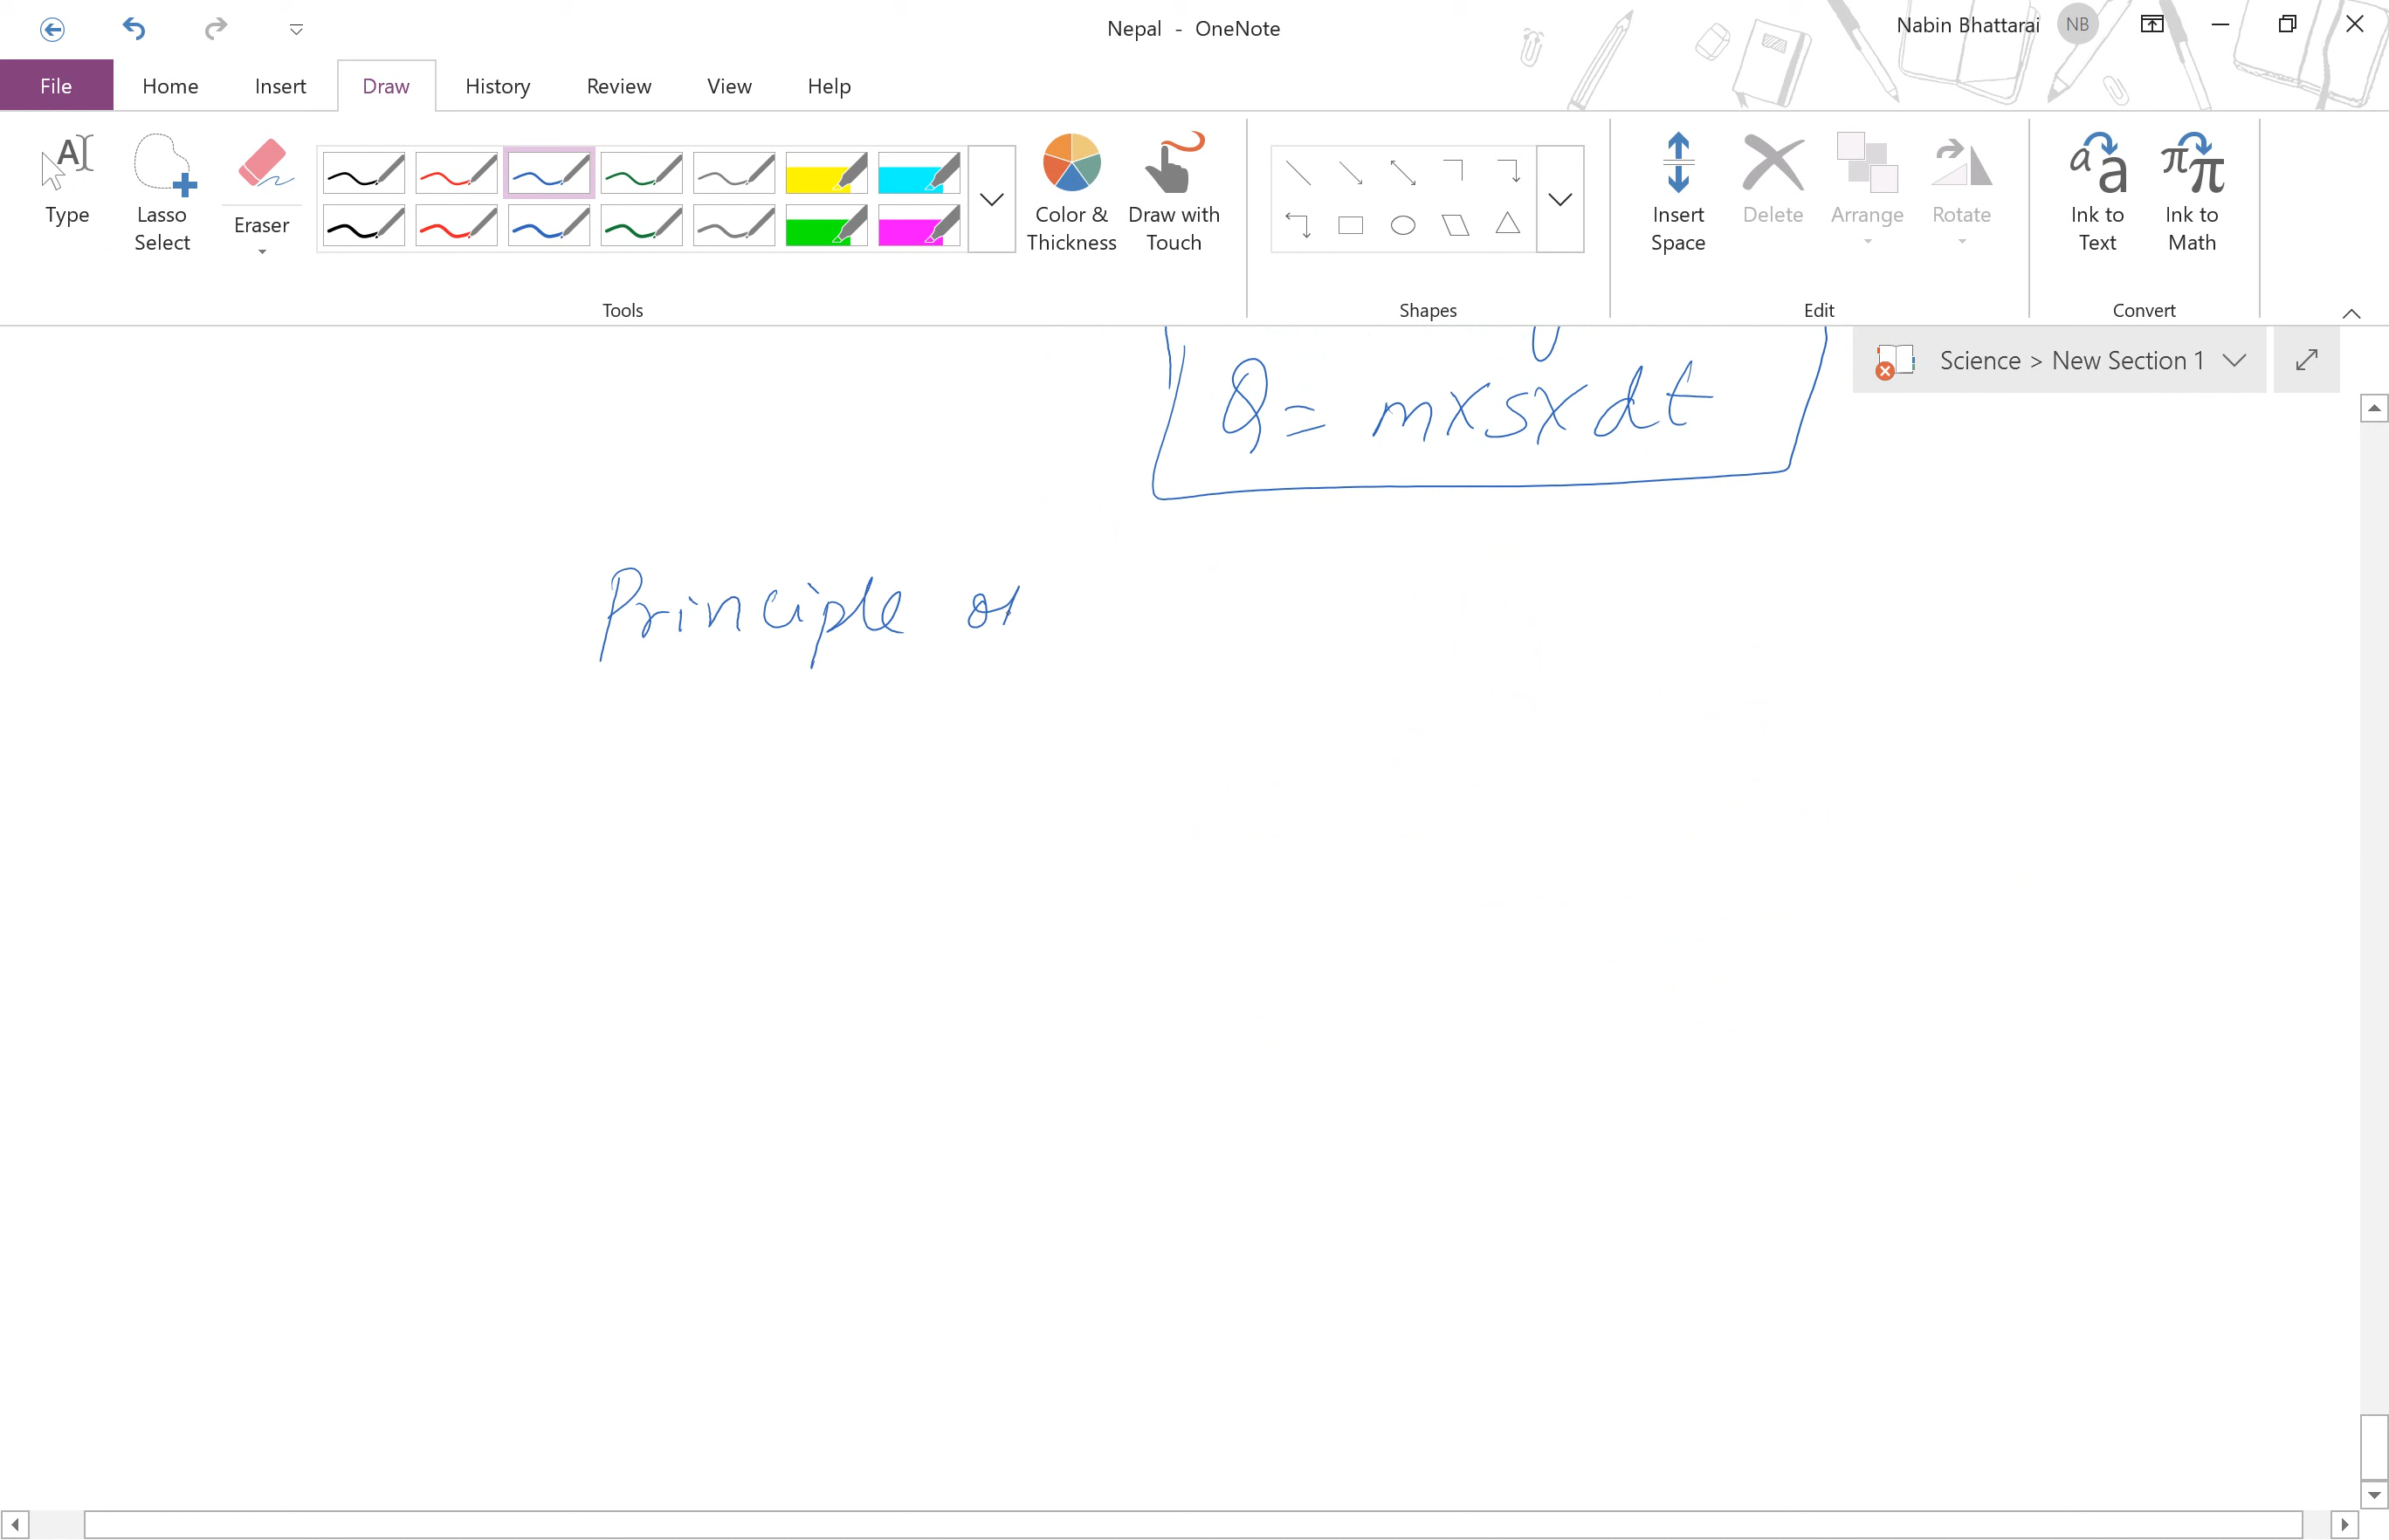 Nepal - OneNote
Nabin Bhattarai NB
File Home Insert Draw History Review View Help
Type
Lasso Select
Eraser
Color & Thickness
Draw with Touch
Insert Space
Delete
Arrange
Rotate
Ink to Text
Ink to Math
Tools Shapes Edit Convert
Science > New Section 1
Q = m x s x dt
Principle of